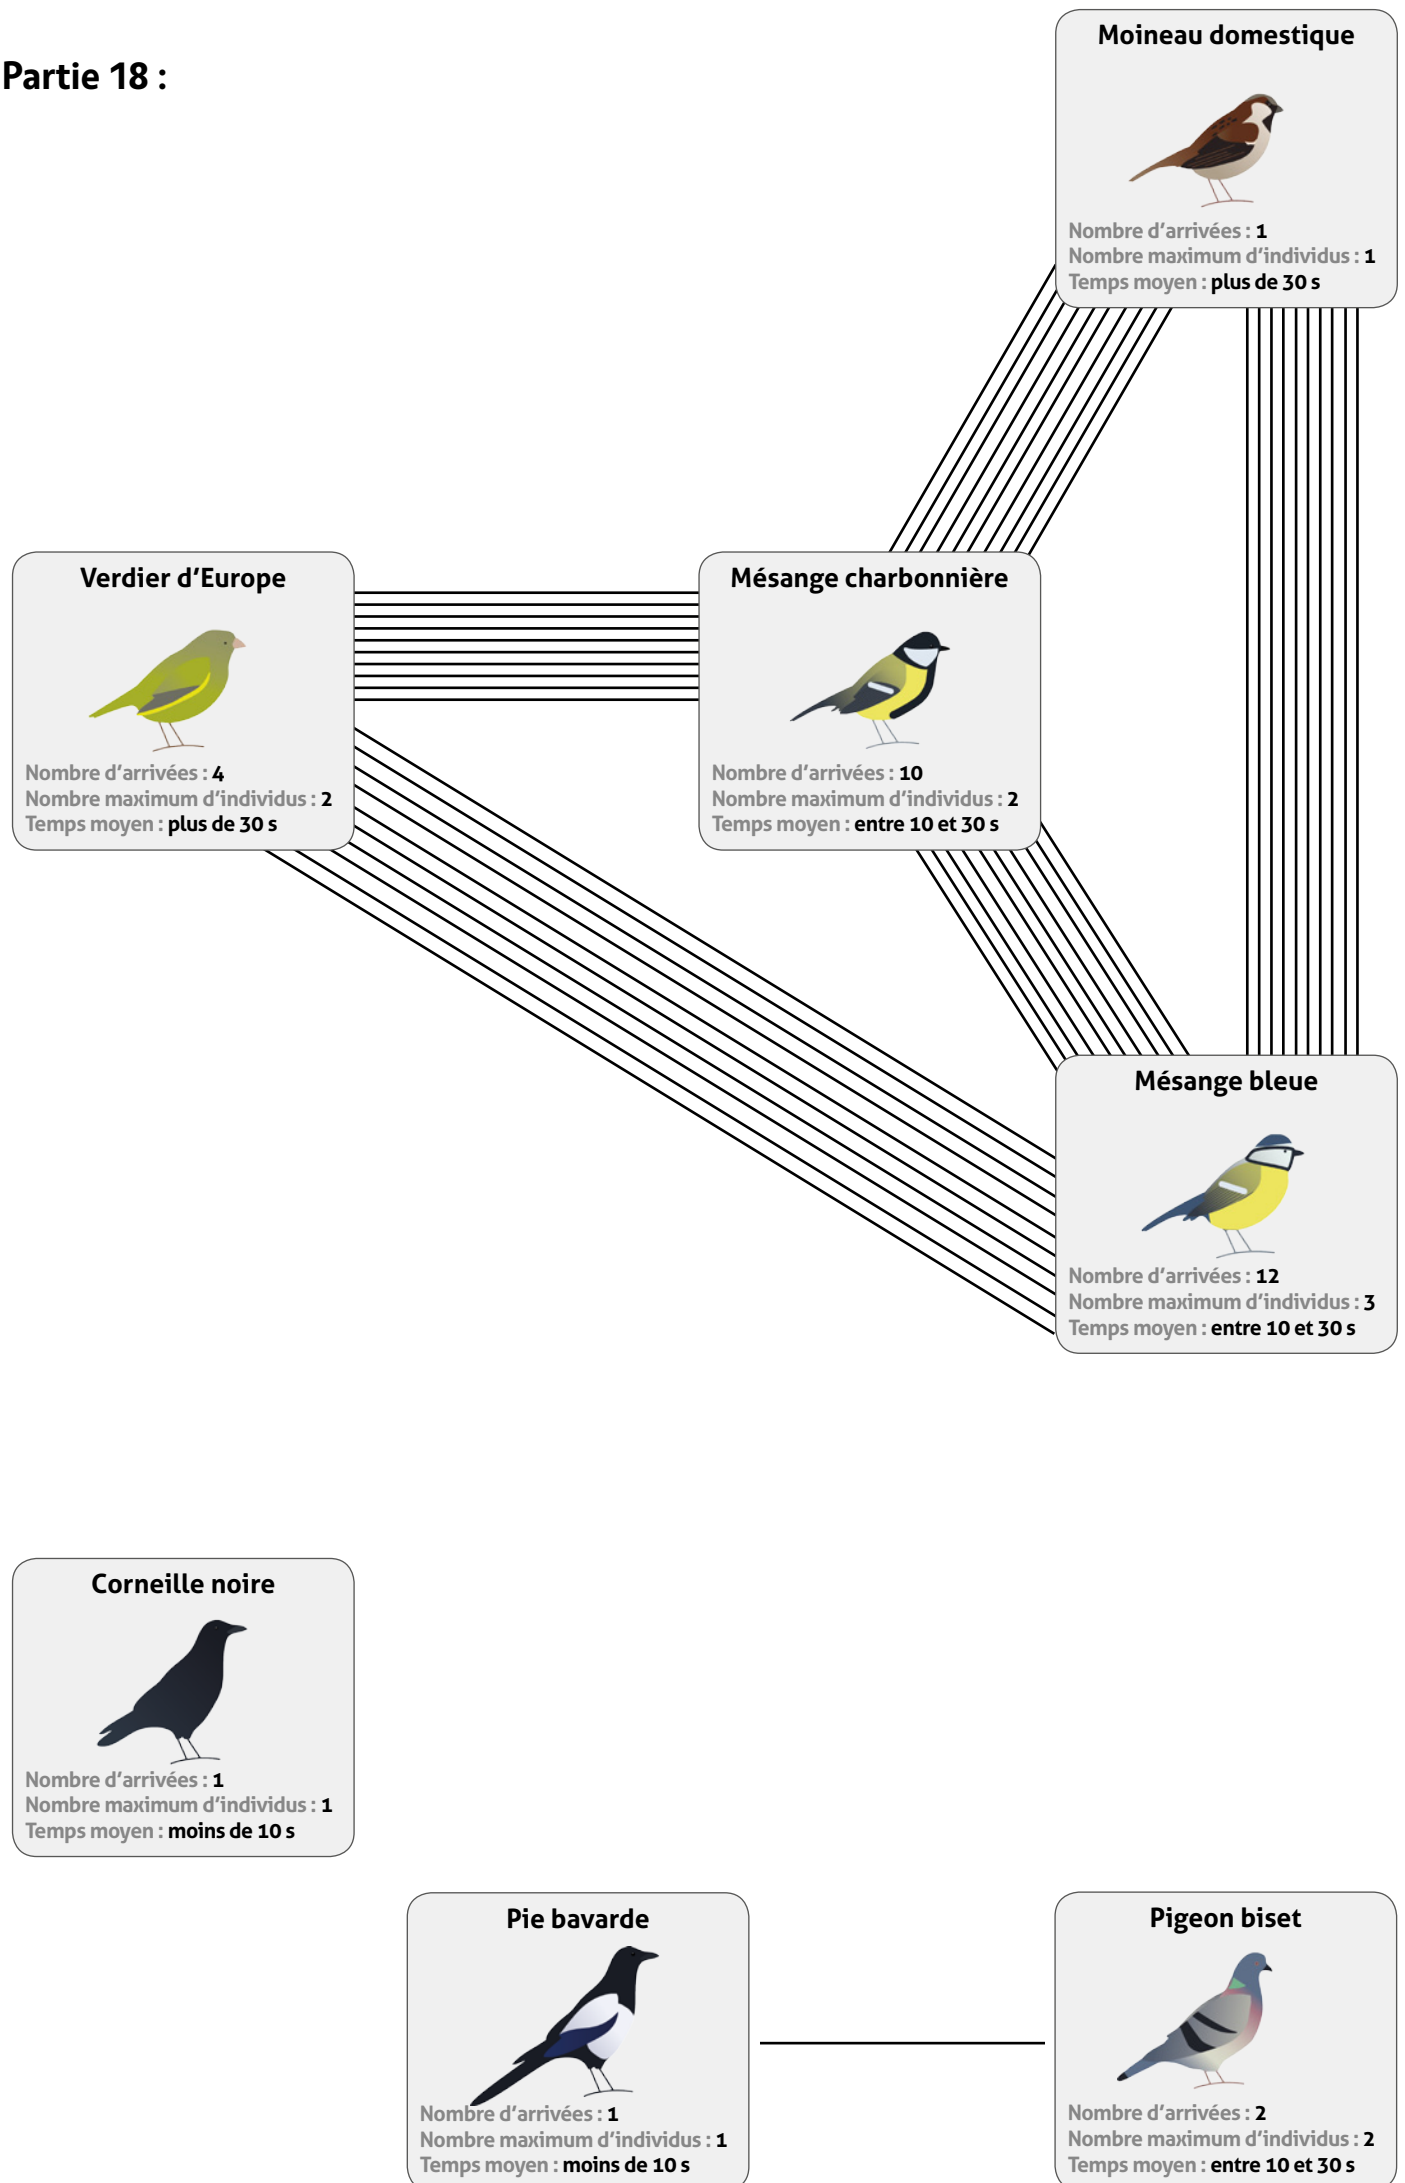 Partie 18 :
Moineau domestique
Nombre d'arrivées : 1
Nombre maximum d'individus : 1
Temps moyen : plus de 30 s
Verdier d'Europe
Nombre d'arrivées : 4
Nombre maximum d'individus : 2
Temps moyen : plus de 30 s
Mésange charbonnière
Nombre d'arrivées : 10
Nombre maximum d'individus : 2
Temps moyen : entre 10 et 30 s
Mésange bleue
Nombre d'arrivées : 12
Nombre maximum d'individus : 3
Temps moyen : entre 10 et 30 s
Corneille noire
Nombre d'arrivées : 1
Nombre maximum d'individus : 1
Temps moyen : moins de 10 s
Pie bavarde
Nombre d'arrivées : 1
Nombre maximum d'individus : 1
Temps moyen : moins de 10 s
Pigeon biset
Nombre d'arrivées : 2
Nombre maximum d'individus : 2
Temps moyen : entre 10 et 30 s